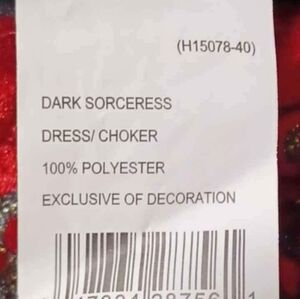 (H15078-40)
DARK SORCERESS
DRESS/ CHOKER
100% POLYESTER
EXCLUSIVE OF DECORATION